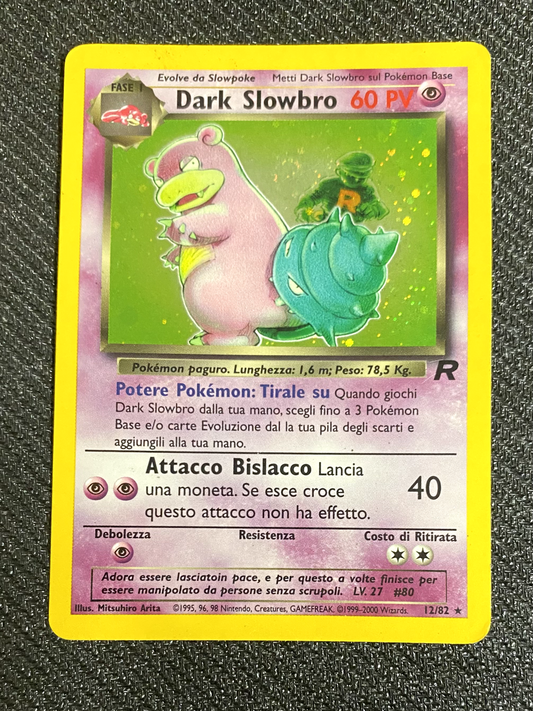 Evolve da Slowpoke Metti Dark Slowbro sul Pokémon Base
FASE 1
Dark Slowbro 60 PV
R
Pokémon paguro. Lunghezza: 1,6 m; Peso: 78,5 Kg.
R
Potere Pokémon: Tirale su Quando giochi
Dark Slowbro dalla tua mano, scegli fino a 3 Pokémon
Base e/o carte Evoluzione dal la tua pila degli scarti e
aggiungili alla tua mano.
Attacco Bislacco Lancia
una moneta. Se esce croce
questo attacco non ha effetto.
40
Debolezza Resistenza Costo di Ritirata
Adora essere lasciatoin pace, e per questo a volte finisce per
essere manipolato da persone senza scrupoli. LV. 27 #80
Illus. Mitsuhiro Arita ©1995, 96, 98 Nintendo, Creatures, GAMEFREAK. ©1999-2000 Wizards. 12/82 ★